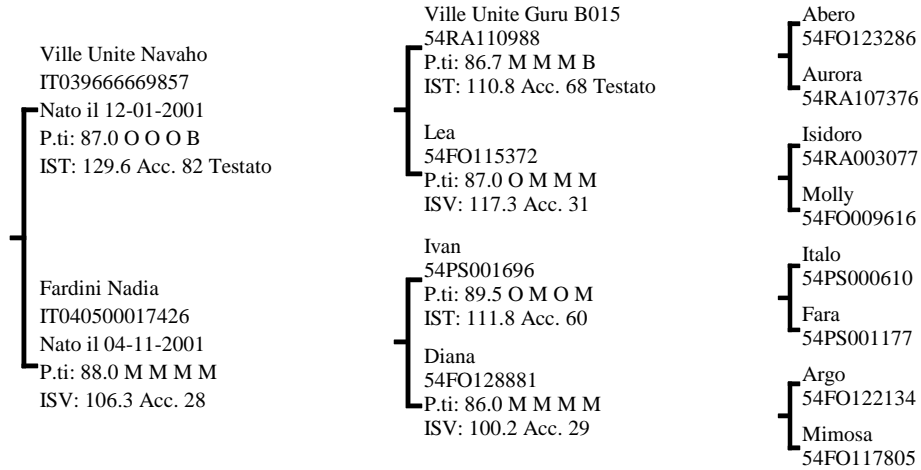 Ville Unite Navaho
IT039666669857
Nato il 12-01-2001
P.ti: 87.0 O O O B
IST: 129.6 Acc. 82 Testato
Fardini Nadia
IT040500017426
Nato il 04-11-2001
P.ti: 88.0 M M M M
ISV: 106.3 Acc. 28
Ville Unite Guru B015
54RA110988
P.ti: 86.7 M M M B
IST: 110.8 Acc. 68 Testato
Lea
54FO115372
P.ti: 87.0 O M M M
ISV: 117.3 Acc. 31
Ivan
54PS001696
P.ti: 89.5 O M O M
IST: 111.8 Acc. 60
Diana
54FO128881
P.ti: 86.0 M M M M
ISV: 100.2 Acc. 29
Abero
54FO123286
Aurora
54RA107376
Isidoro
54RA003077
Molly
54FO009616
Italo
54PS000610
Fara
54PS001177
Argo
54FO122134
Mimosa
54FO117805